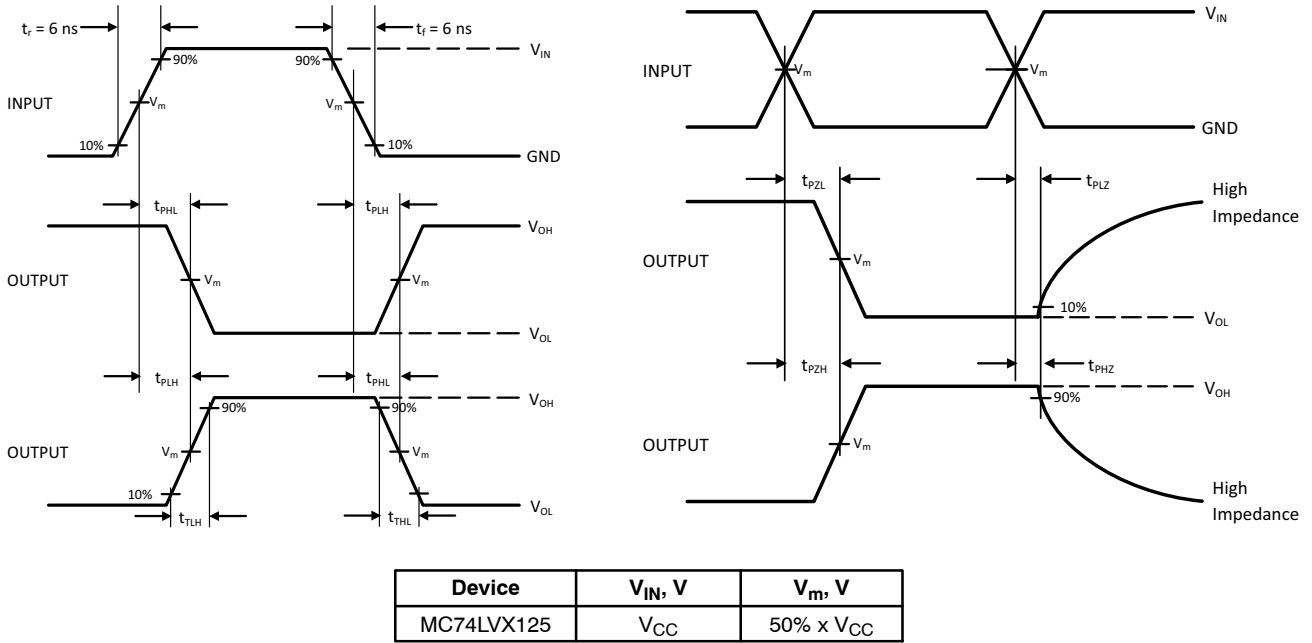 t_r = 6 ns
t_f = 6 ns
V_IN
90%
90%
INPUT
V_m
V_m
10%
10%
GND
t_PHL
t_PLH
V_OH
OUTPUT
V_m
V_m
V_OL
t_PLH
t_PHL
V_OH
90%
90%
OUTPUT
V_m
V_m
10%
V_OL
t_TLH
t_THL
V_IN
INPUT
V_m
V_m
GND
t_PZL
t_PLZ
High
Impedance
OUTPUT
V_m
10%
V_OL
t_PZH
t_PHZ
V_OH
90%
OUTPUT
V_m
High
Impedance
Device V_IN, V V_m, V
MC74LVX125 V_CC 50% x V_CC